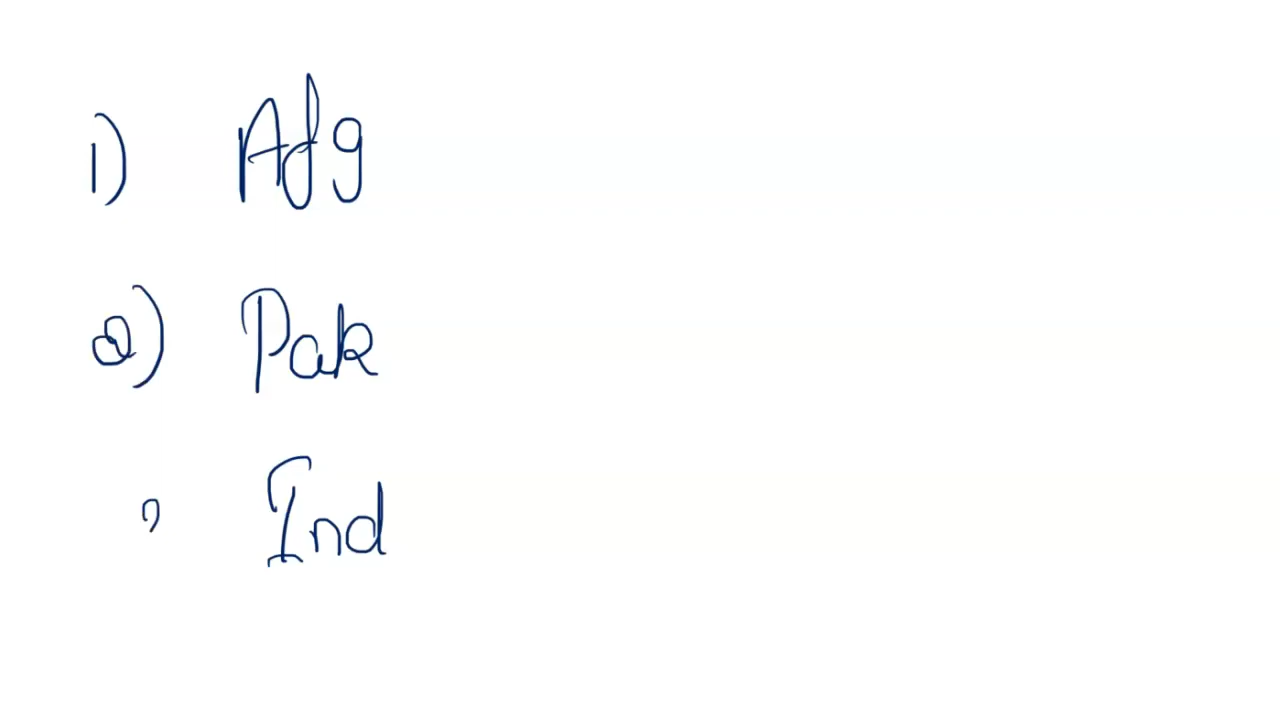 1) Afg
2) Pak
, Ind